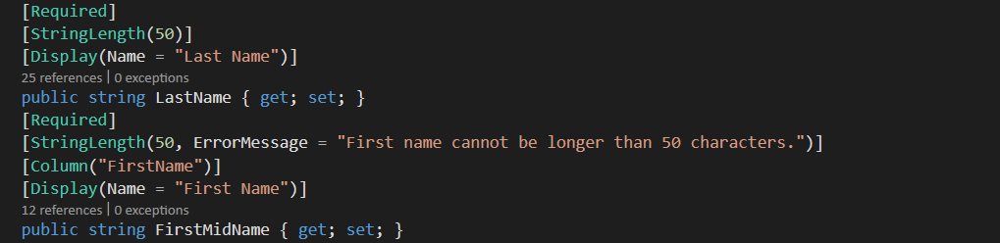 [Required]
[StringLength(50)]
[Display(Name = "Last Name")]
25 references | 0 exceptions
public string LastName { get; set; }
[Required]
[StringLength(50, ErrorMessage = "First name cannot be longer than 50 characters.")]
[Column("FirstName")]
[Display(Name = "First Name")]
12 references | 0 exceptions
public string FirstMidName { get; set; }